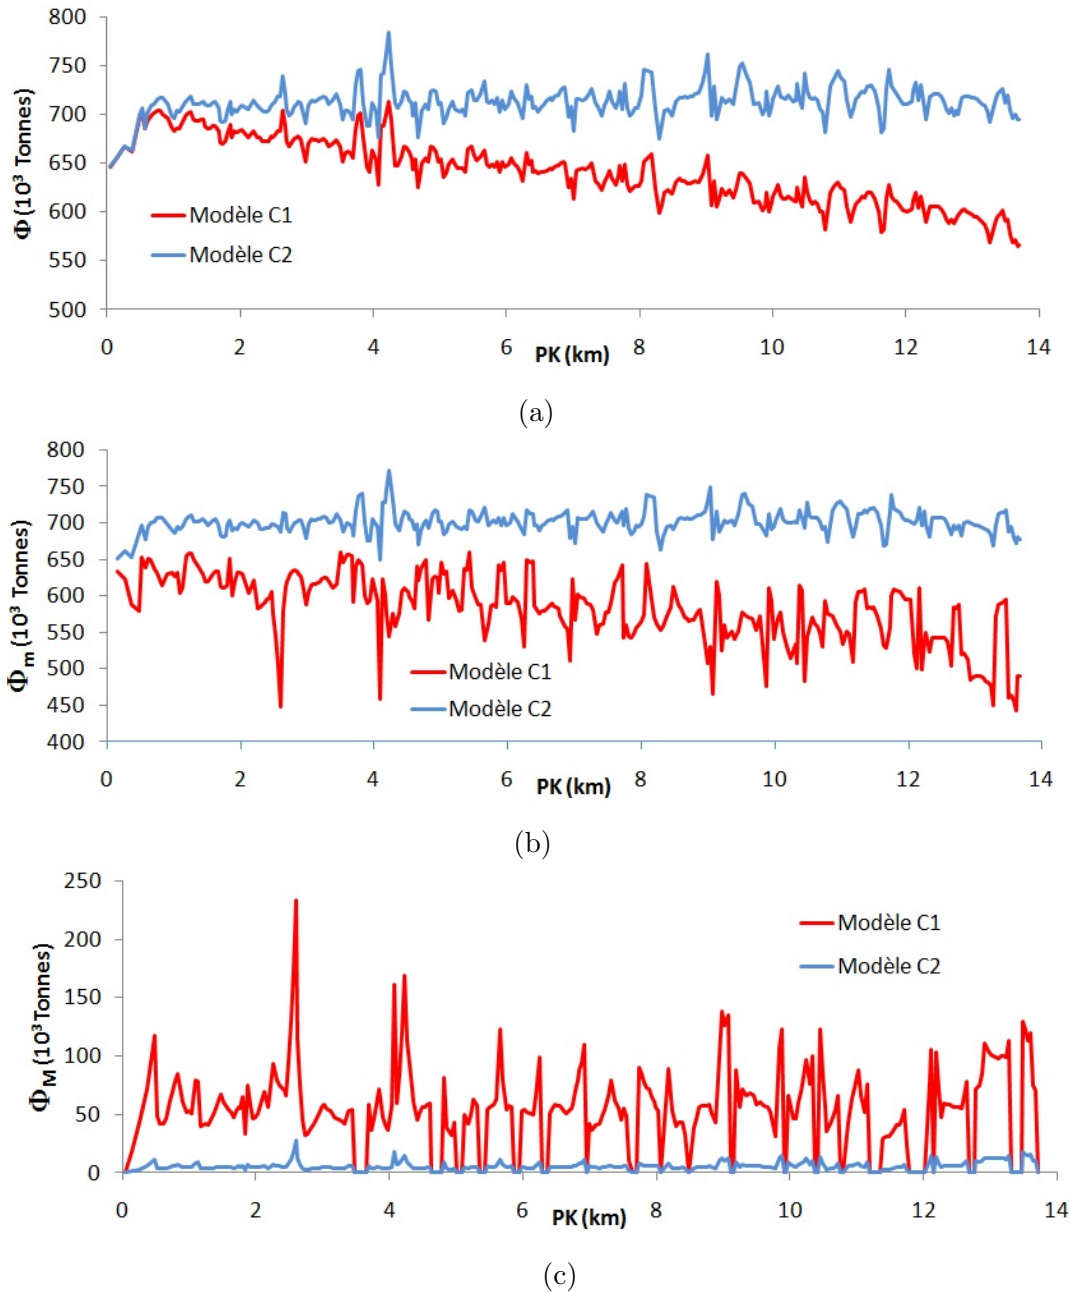 800
750
700
650
600
550
500
Φ (10³ Tonnes)
Modèle C1
Modèle C2
0 2 4 6 8 10 12 14
PK (km)
(a)
800
750
700
650
600
550
500
450
400
Φm (10³ Tonnes)
Modèle C1
Modèle C2
0 2 4 6 8 10 12 14
PK (km)
(b)
250
200
150
100
50
0
ΦM (10³Tonnes)
Modèle C1
Modèle C2
0 2 4 6 8 10 12 14
PK (km)
(c)